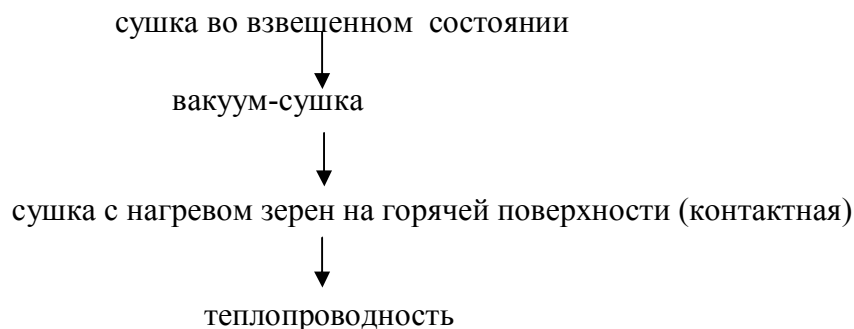 сушка во взвешенном состоянии
вакуум-сушка
сушка с нагревом зерен на горячей поверхности (контактная)
теплопроводность